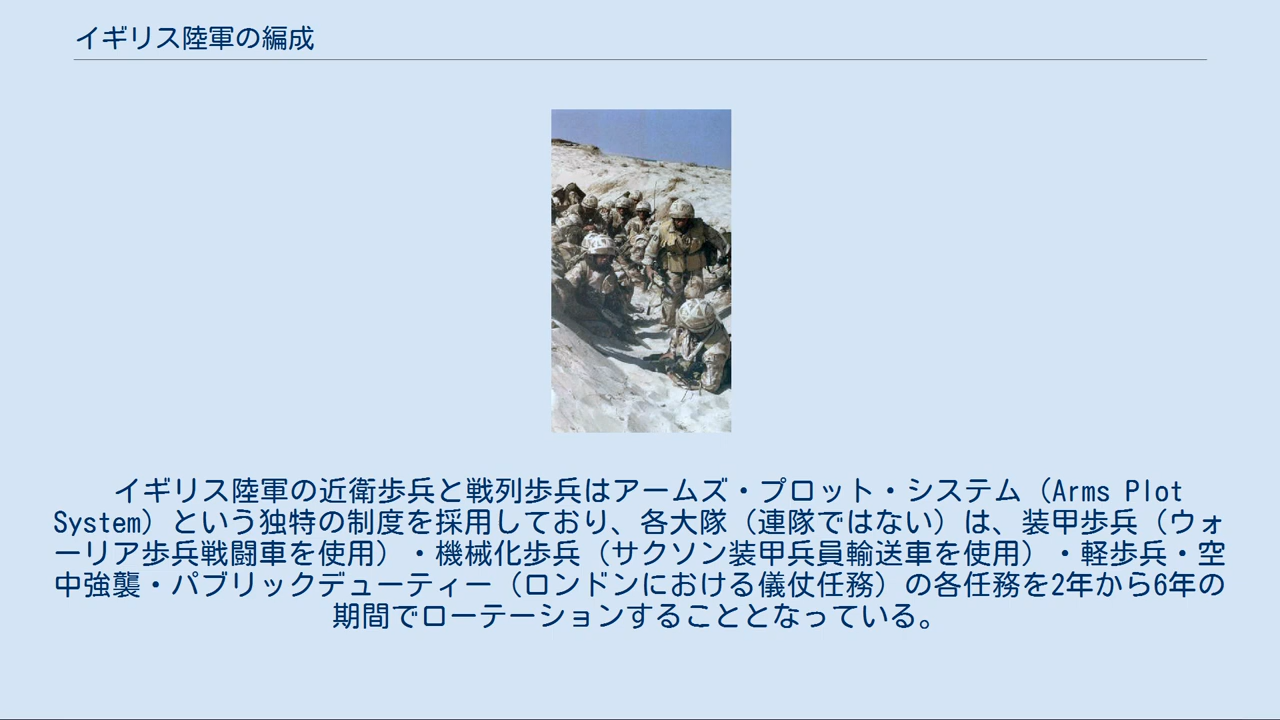 イギリス陸軍の編成
イギリス陸軍の近衛歩兵と戦列歩兵はアームズ・プロット・システム（Arms Plot
System）という独特の制度を採用しており、各大隊（連隊ではない）は、装甲歩兵（ウォ
ーリア歩兵戦闘車を使用）・機械化歩兵（サクソン装甲兵員輸送車を使用）・軽歩兵・空
中強襲・パブリックデューティー（ロンドンにおける儀仗任務）の各任務を2年から6年の
期間でローテーションすることとなっている。